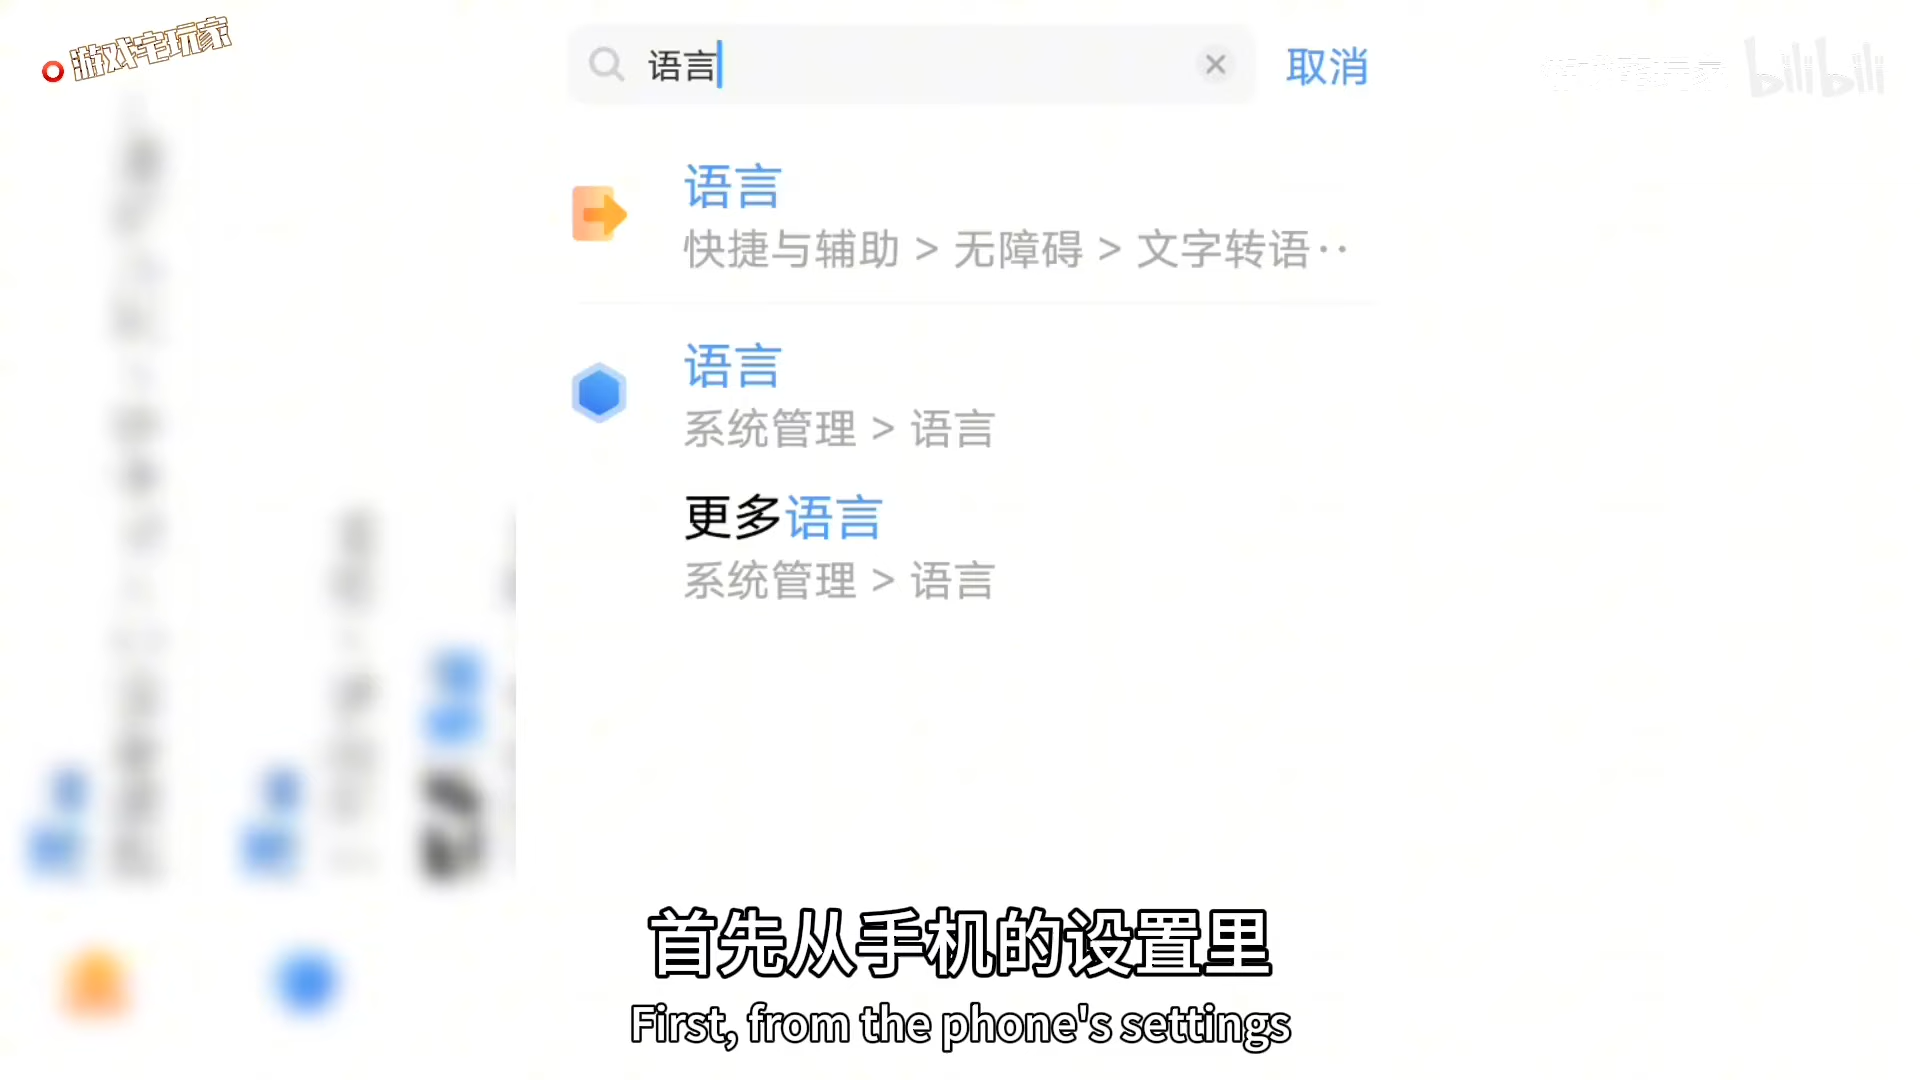 游戏宅玩家
语言
取消
bilibili
语言
快捷与辅助 > 无障碍 > 文字转语··
语言
系统管理 > 语言
更多语言
系统管理 > 语言
首先从手机的设置里
First, from the phone's settings